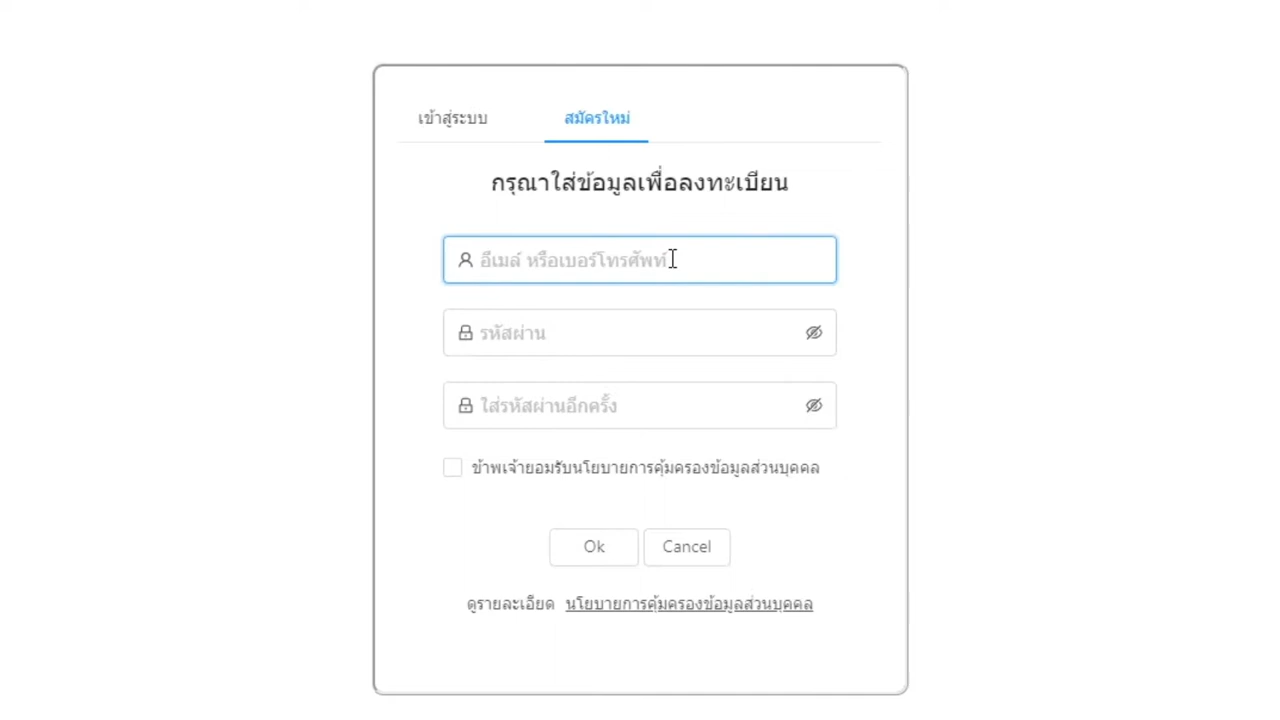 เข้าสู่ระบบ สมัครใหม่
กรุณาใส่ข้อมูลเพื่อลงทะเบียน
อีเมล์ หรือเบอร์โทรศัพท์
รหัสผ่าน
ใส่รหัสผ่านอีกครั้ง
ข้าพเจ้ายอมรับนโยบายการคุ้มครองข้อมูลส่วนบุคคล
Ok Cancel
ดูรายละเอียด นโยบายการคุ้มครองข้อมูลส่วนบุคคล